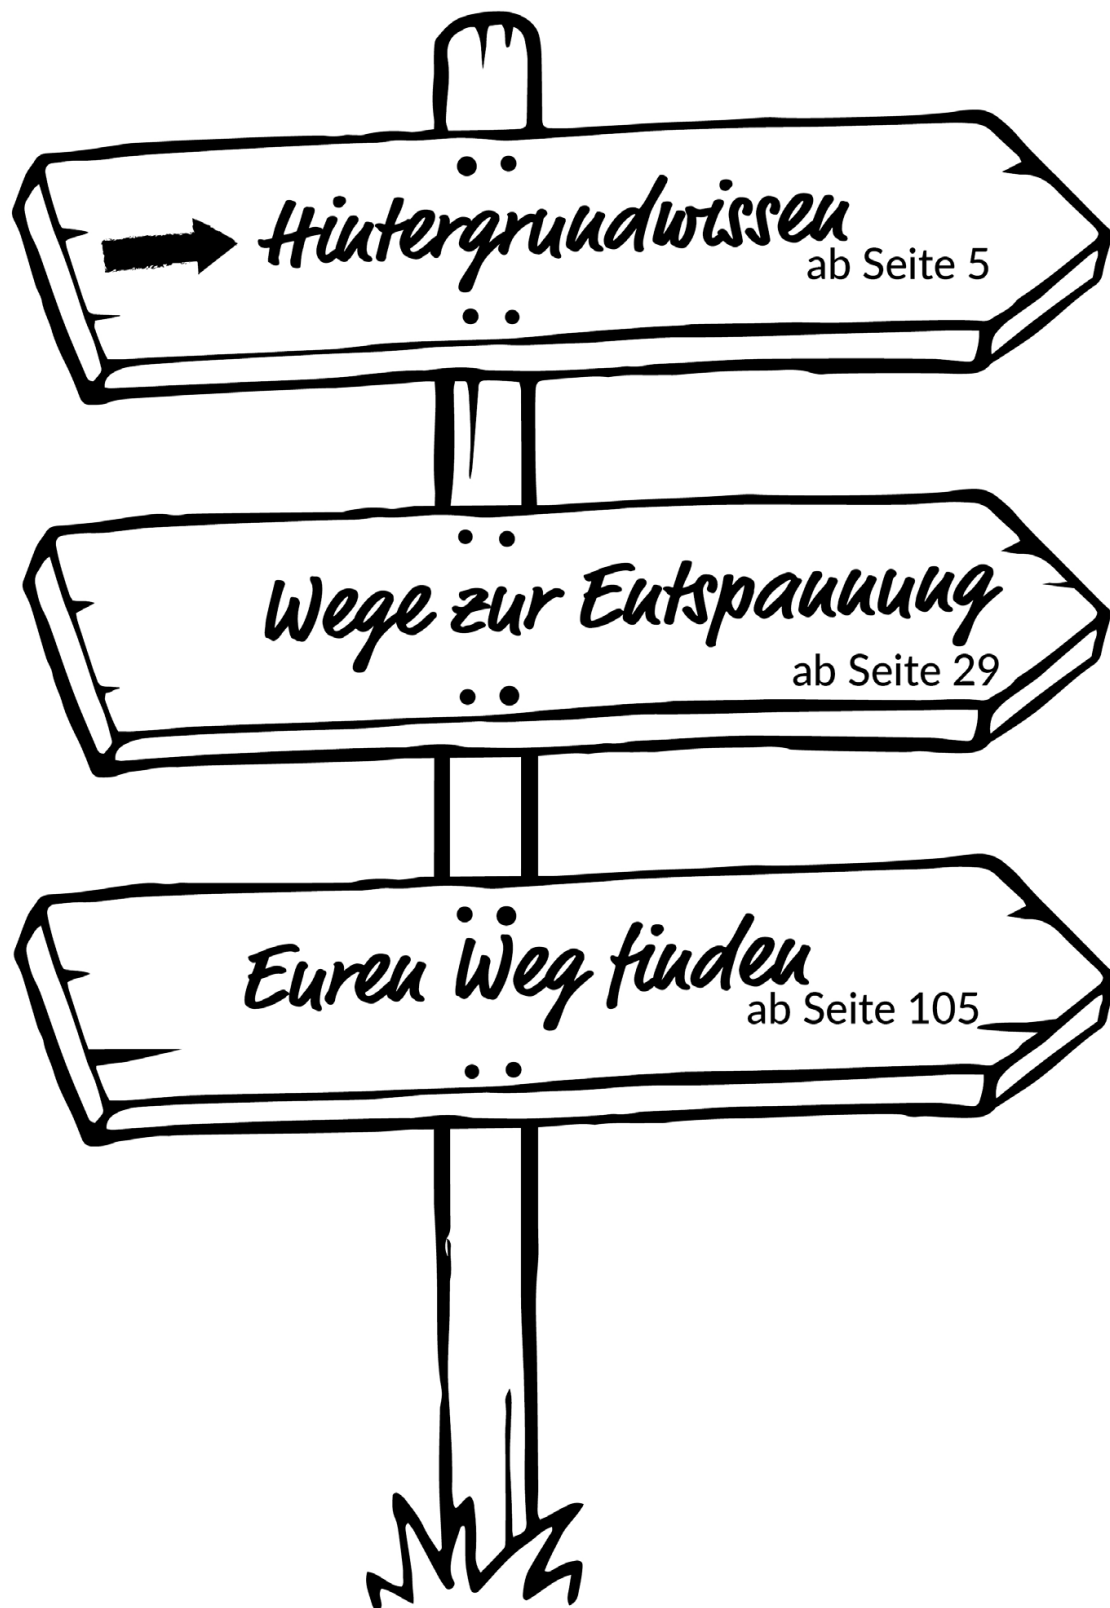 Hintergrundwissen
ab Seite 5
Wege zur Entspannung
ab Seite 29
Euren Weg finden
ab Seite 105